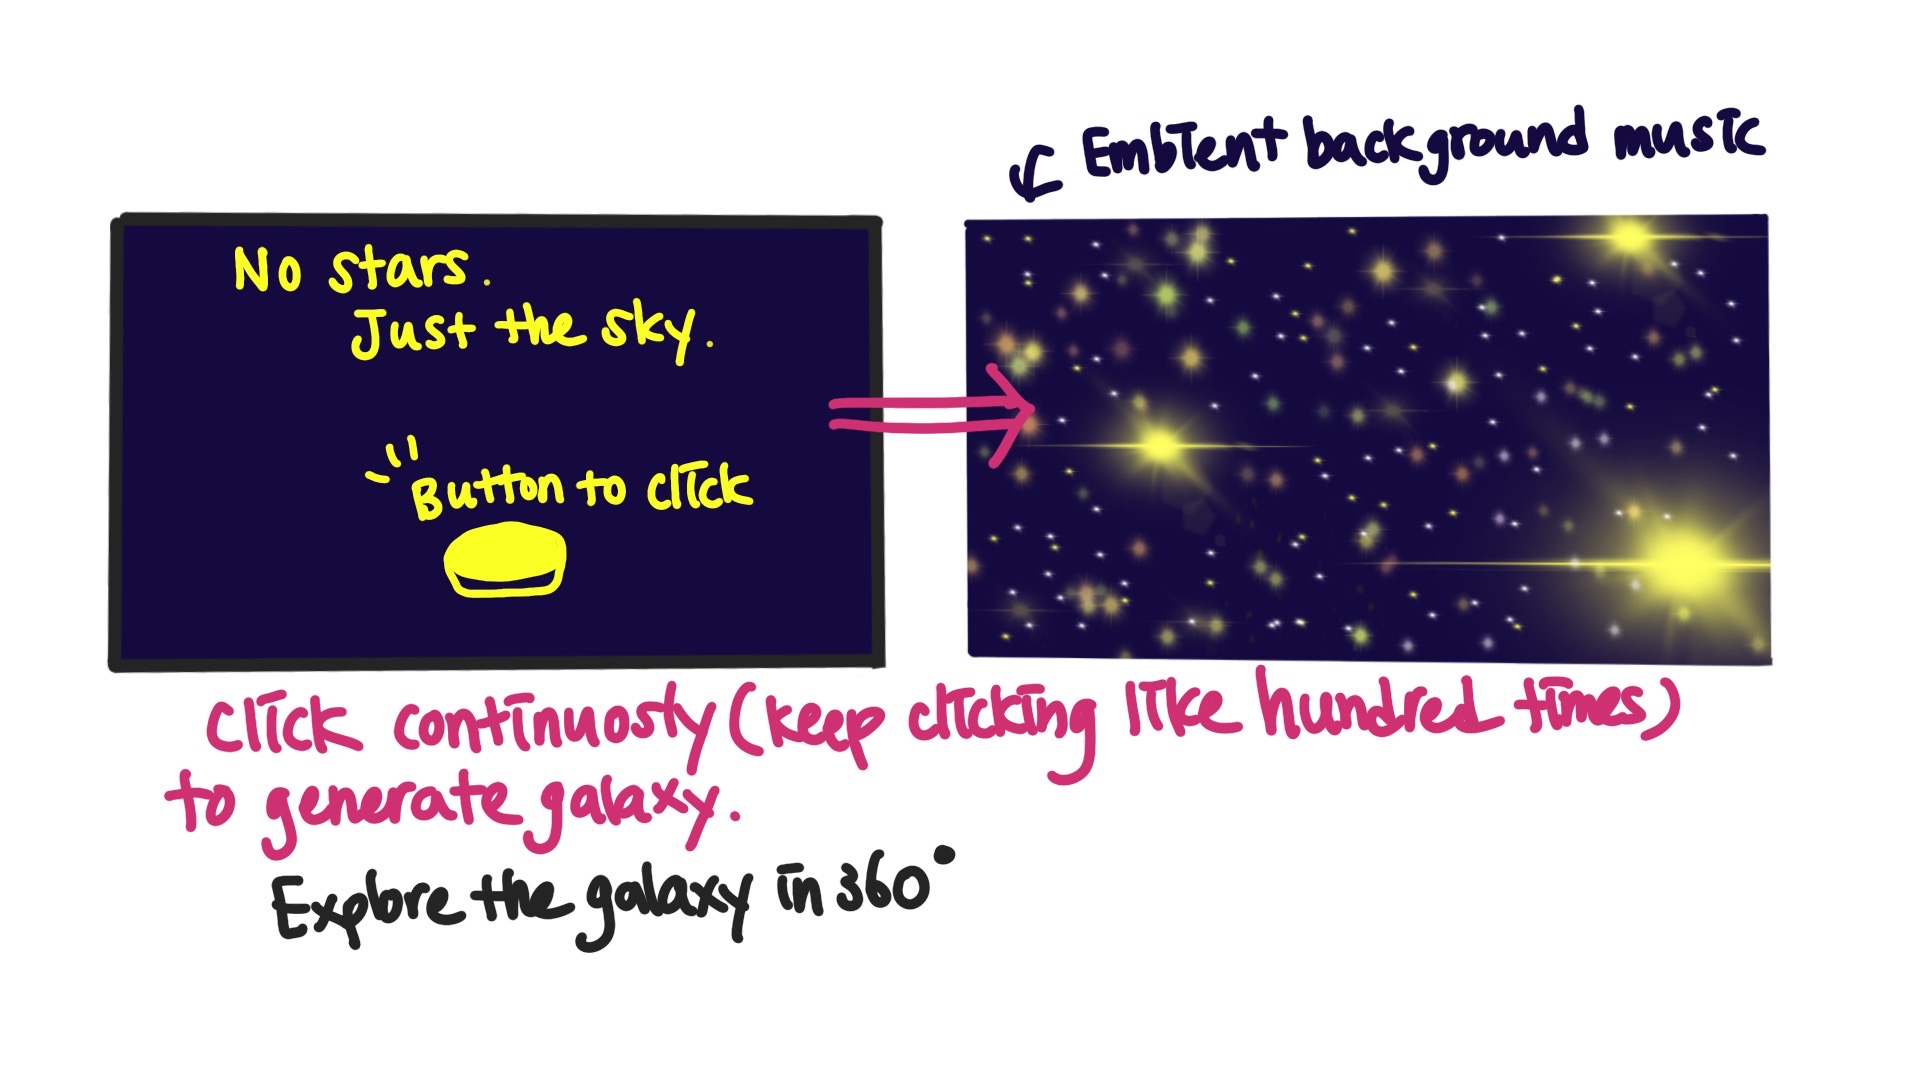 Embient background music
No stars.
Just the sky.
Button to click
Click continuosly (keep clicking like hundred times)
to generate galaxy.
Explore the galaxy in 360°